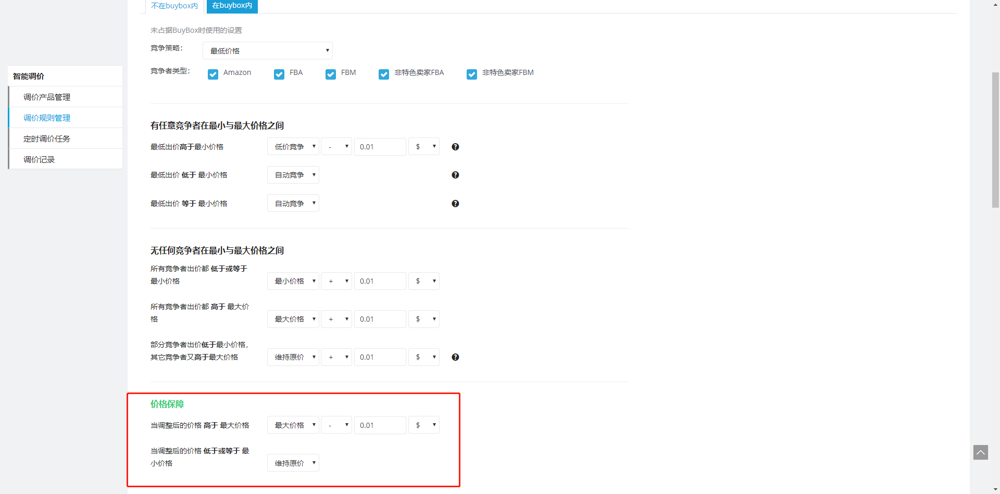 不在buybox内
在buybox内
未占据BuyBox时使用的设置
竞争策略：
最低价格
竞争者类型：
Amazon
FBA
FBM
非特色卖家FBA
非特色卖家FBM
智能调价
调价产品管理
调价规则管理
定时调价任务
调价记录
有任意竞争者在最小与最大价格之间
最低出价高于最小价格
低价竞争
-
0.01
$
最低出价 低于 最小价格
自动竞争
最低出价 等于 最小价格
自动竞争
无任何竞争者在最小与最大价格之间
所有竞争者出价都 低于或等于
最小价格
最小价格
+
0.01
$
所有竞争者出价都 高于 最大价
格
最大价格
+
0.01
$
部分竞争者出价低于最小价格，
其它竞争者又高于最大价格
维持原价
+
0.01
$
价格保障
当调整后的价格 高于 最大价格
最大价格
-
0.01
$
当调整后的价格 低于或等于 最
小价格
维持原价